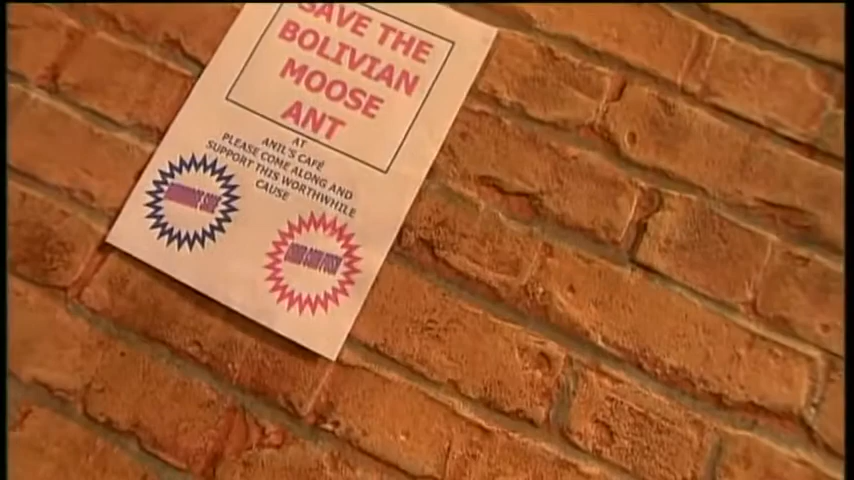 SAVE THE
BOLIVIAN
MOOSE
ANT
AT
ANIL'S CAFÉ
PLEASE COME ALONG AND
SUPPORT THIS WORTHWHILE
CAUSE